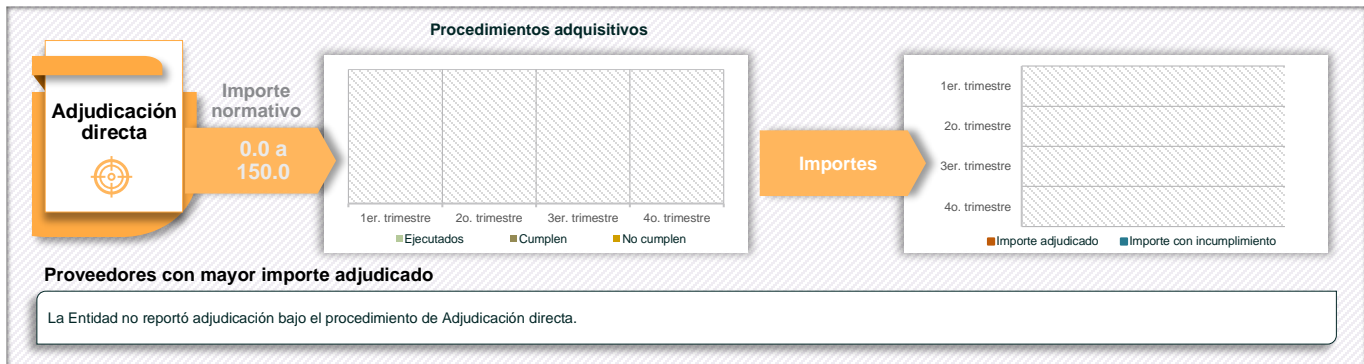 Procedimientos adquisitivos
Adjudicación
directa
Importe
normativo
0.0 a
150.0
1er. trimestre
2o. trimestre
3er. trimestre
4o. trimestre
Ejecutados
Cumplen
No cumplen
Importes
1er. trimestre
2o. trimestre
3er. trimestre
4o. trimestre
Importe adjudicado
Importe con incumplimiento
Proveedores con mayor importe adjudicado
La Entidad no reportó adjudicación bajo el procedimiento de Adjudicación directa.